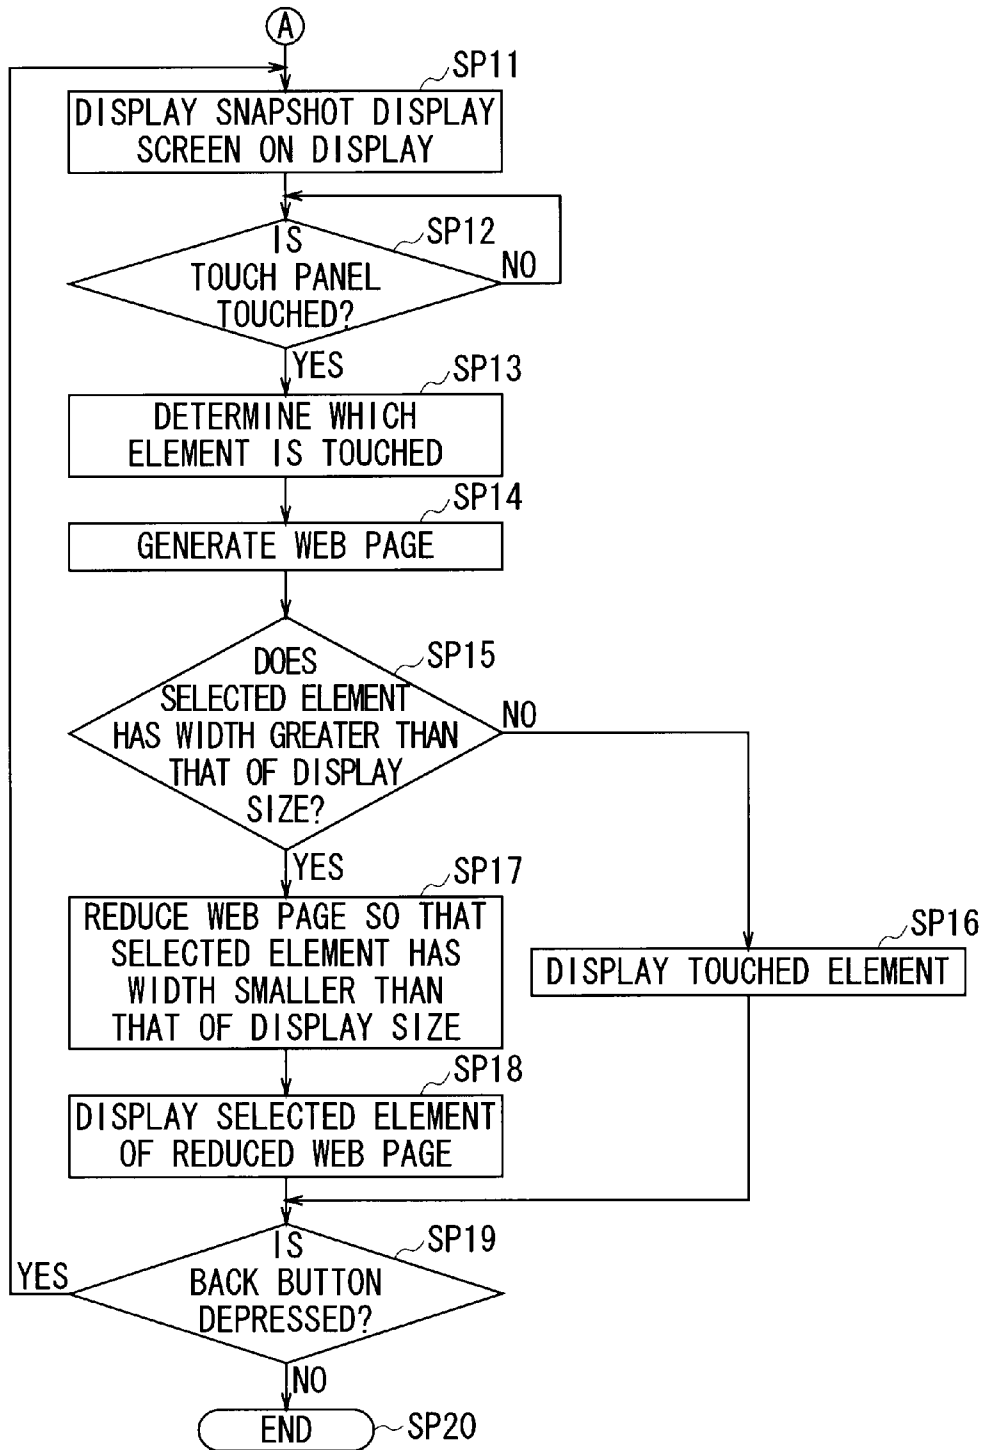 A
SP11
DISPLAY SNAPSHOT DISPLAY
SCREEN ON DISPLAY
SP12
IS
TOUCH PANEL
TOUCHED?
NO
YES
SP13
DETERMINE WHICH
ELEMENT IS TOUCHED
SP14
GENERATE WEB PAGE
SP15
DOES
SELECTED ELEMENT
HAS WIDTH GREATER THAN
THAT OF DISPLAY
SIZE?
NO
YES
SP17
REDUCE WEB PAGE SO THAT
SELECTED ELEMENT HAS
WIDTH SMALLER THAN
THAT OF DISPLAY SIZE
SP16
DISPLAY TOUCHED ELEMENT
SP18
DISPLAY SELECTED ELEMENT
OF REDUCED WEB PAGE
SP19
IS
BACK BUTTON
DEPRESSED?
YES
NO
END
SP20